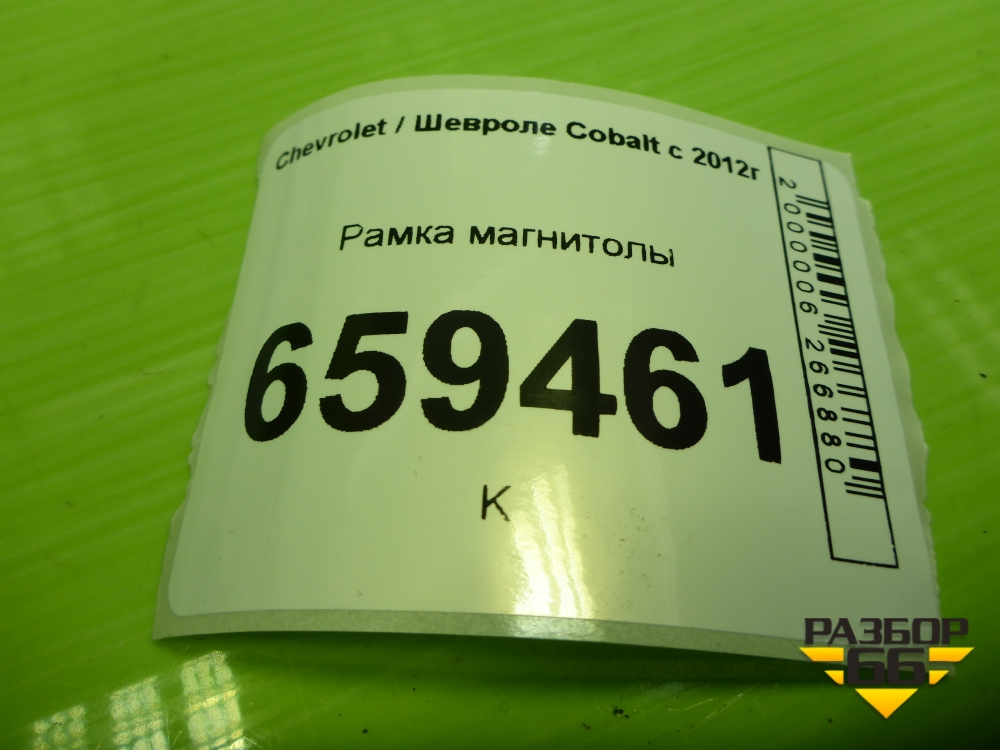 Chevrolet / Шевроле Cobalt с 2012г
Рамка магнитолы
659461
К
2000006266880
РАЗБОР
66